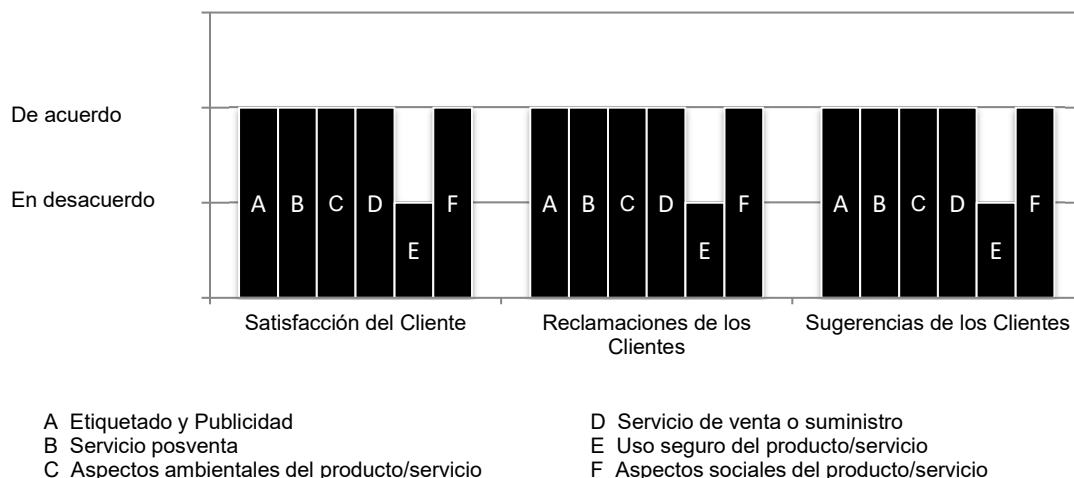 De acuerdo
En desacuerdo
A B C D E F
A B C D E F
A B C D E F
Satisfacción del Cliente
Reclamaciones de los
Clientes
Sugerencias de los Clientes
A Etiquetado y Publicidad
B Servicio posventa
C Aspectos ambientales del producto/servicio
D Servicio de venta o suministro
E Uso seguro del producto/servicio
F Aspectos sociales del producto/servicio